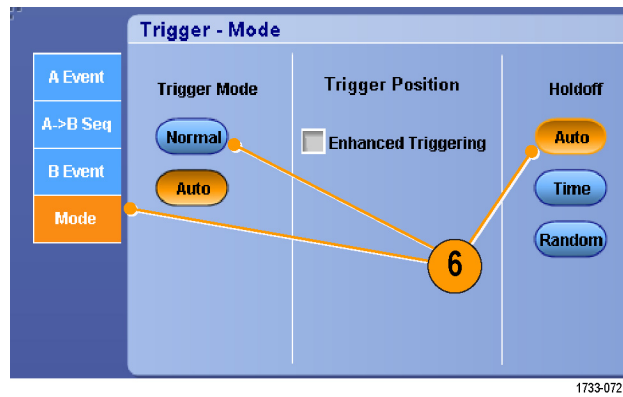 Trigger - Mode
A Event
A->B Seq
B Event
Mode
Trigger Mode
Normal
Auto
Trigger Position
Enhanced Triggering
Holdoff
Auto
Time
Random
6
1733-072